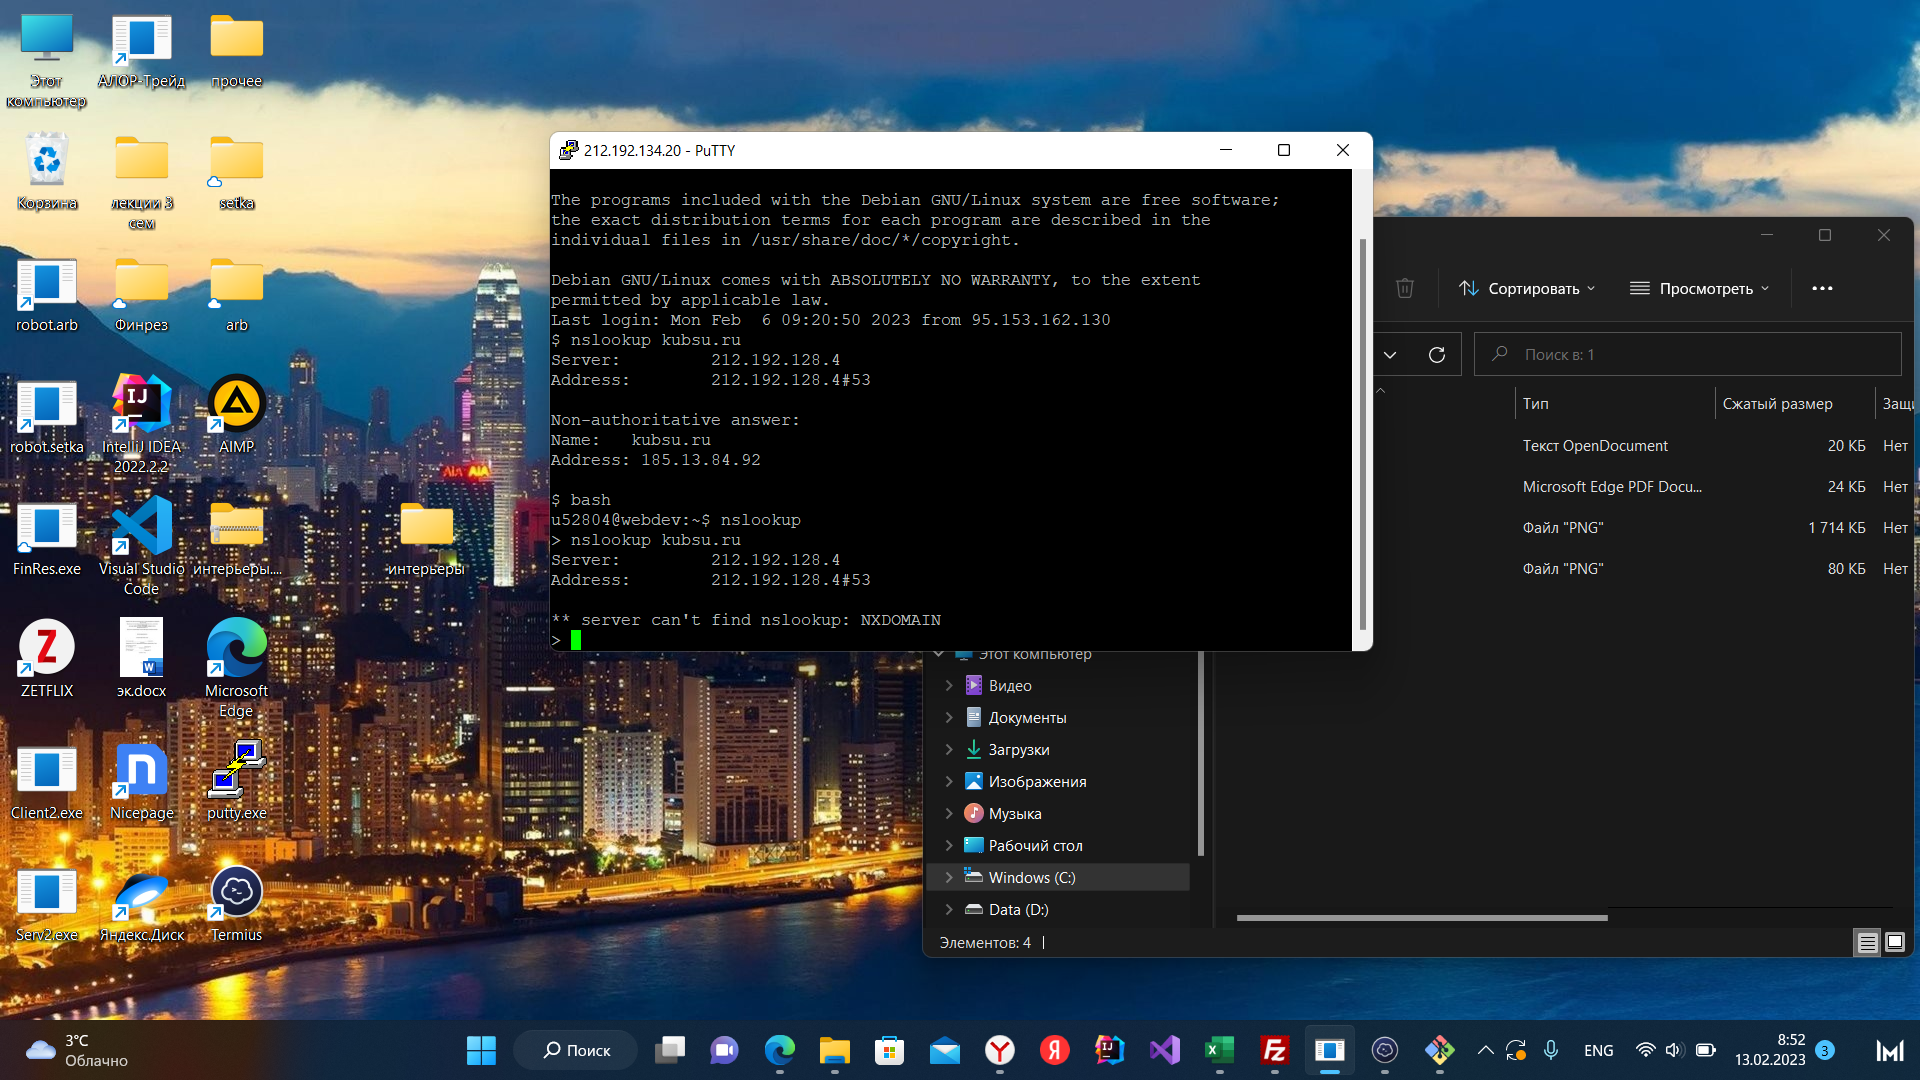 Этот компьютер
АЛОР-Трейд
прочее
Корзина
лекции 3 сем
setka
robot.arb
Финрез
arb
robot.setka
IntelliJ IDEA 2022.2.2
AIMP
FinRes.exe
Visual Studio Code
интерьеры....
интерьеры
ZETFLIX
эк.docx
Microsoft Edge
Client2.exe
Nicepage
putty.exe
Serv2.exe
Яндекс.Диск
Termius
212.192.134.20 - PuTTY
The programs included with the Debian GNU/Linux system are free software;
the exact distribution terms for each program are described in the
individual files in /usr/share/doc/*/copyright.
Debian GNU/Linux comes with ABSOLUTELY NO WARRANTY, to the extent
permitted by applicable law.
Last login: Mon Feb  6 09:20:50 2023 from 95.153.162.130
$ nslookup kubsu.ru
Server:         212.192.128.4
Address:        212.192.128.4#53
Non-authoritative answer:
Name:   kubsu.ru
Address: 185.13.84.92
$ bash
u52804@webdev:~$ nslookup
> nslookup kubsu.ru
Server:         212.192.128.4
Address:        212.192.128.4#53
** server can't find nslookup: NXDOMAIN
>
Сортировать
Просмотреть
Поиск в: 1
Тип Сжатый размер
Текст OpenDocument 20 КБ Нет
Microsoft Edge PDF Docu... 24 КБ Нет
Файл "PNG" 1 714 КБ Нет
Файл "PNG" 80 КБ Нет
Этот компьютер
Видео
Документы
Загрузки
Изображения
Музыка
Рабочий стол
Windows (C:)
Data (D:)
Элементов: 4
3°C
Облачно
Поиск
ENG
8:52
13.02.2023
3